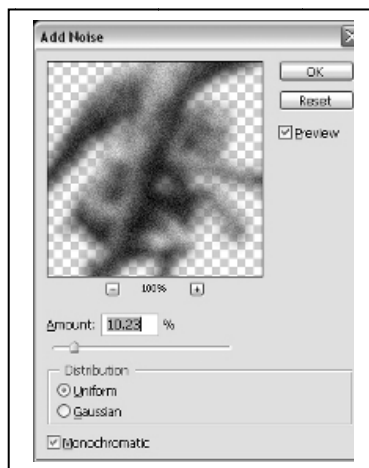 Add Noise
OK
Reset
Preview
100%
Amount: 10.23 %
Distribution
Uniform
Gaussian
Monochromatic